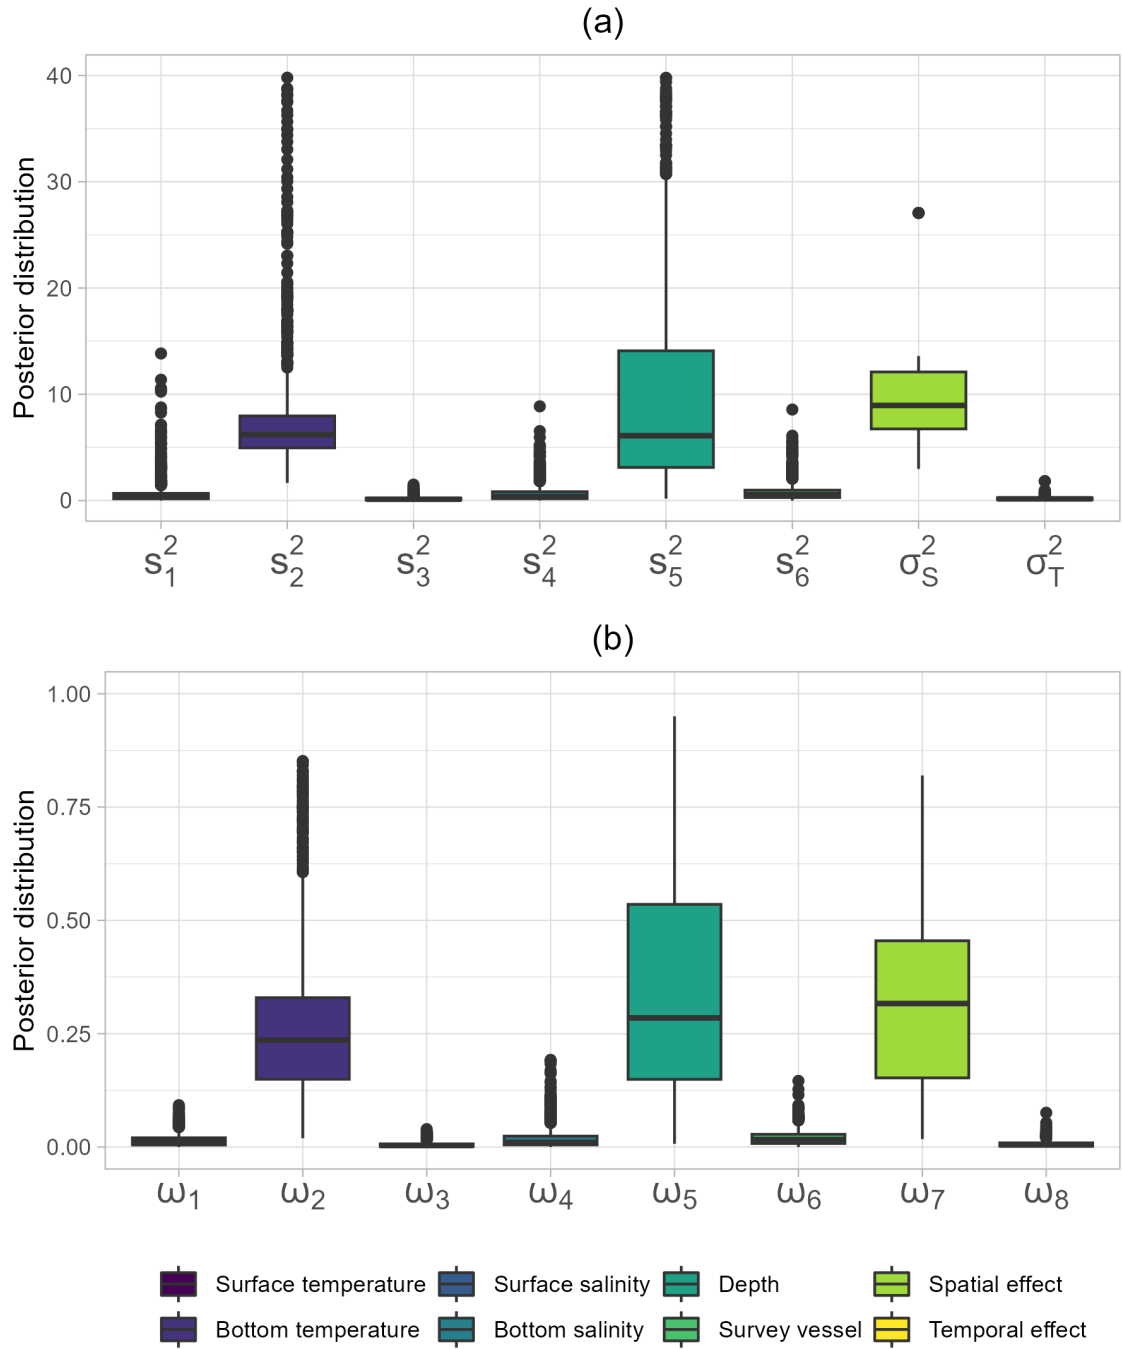 (a)
Posterior distribution
40
30
20
10
0
s₁² s₂² s₃² s₄² s₅² s₆² σ_S² σ_T²
(b)
Posterior distribution
1.00
0.75
0.50
0.25
0.00
ω₁ ω₂ ω₃ ω₄ ω₅ ω₆ ω₇ ω₈
Surface temperature Surface salinity Depth Spatial effect
Bottom temperature Bottom salinity Survey vessel Temporal effect